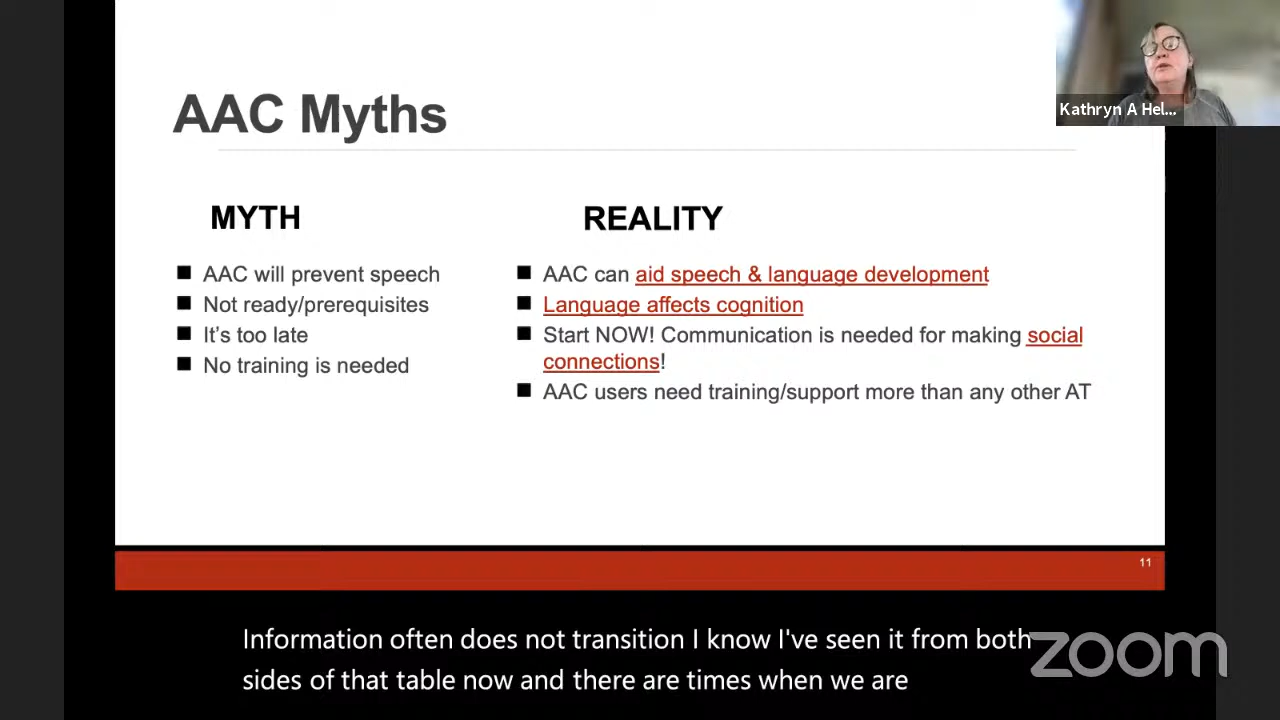 AAC Myths
Kathryn A Hel...
MYTH
AAC will prevent speech
Not ready/prerequisites
It's too late
No training is needed
REALITY
AAC can aid speech & language development
Language affects cognition
Start NOW! Communication is needed for making social
connections!
AAC users need training/support more than any other AT
11
Information often does not transition I know I've seen it from both
sides of that table now and there are times when we are
zoom